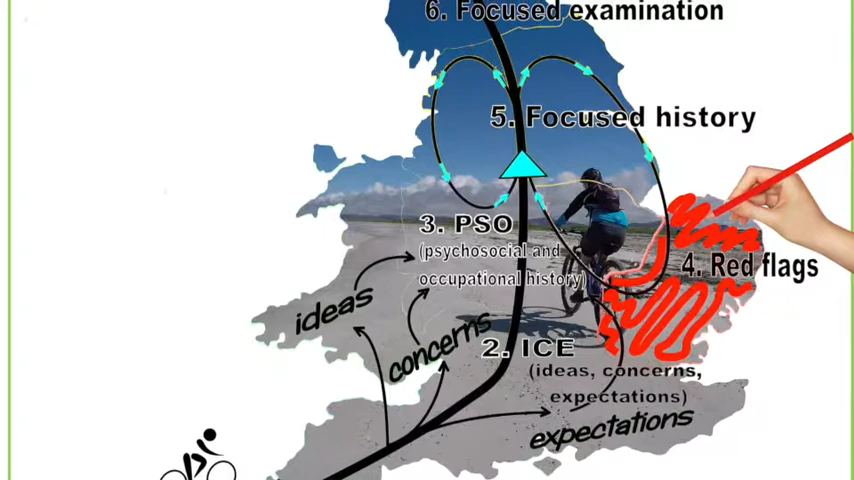 6. Focused examination
5. Focused history
3. PSO
(psychosocial and
occupational history)
4. Red flags
ideas
concerns
2. ICE
(ideas, concerns,
expectations)
expectations